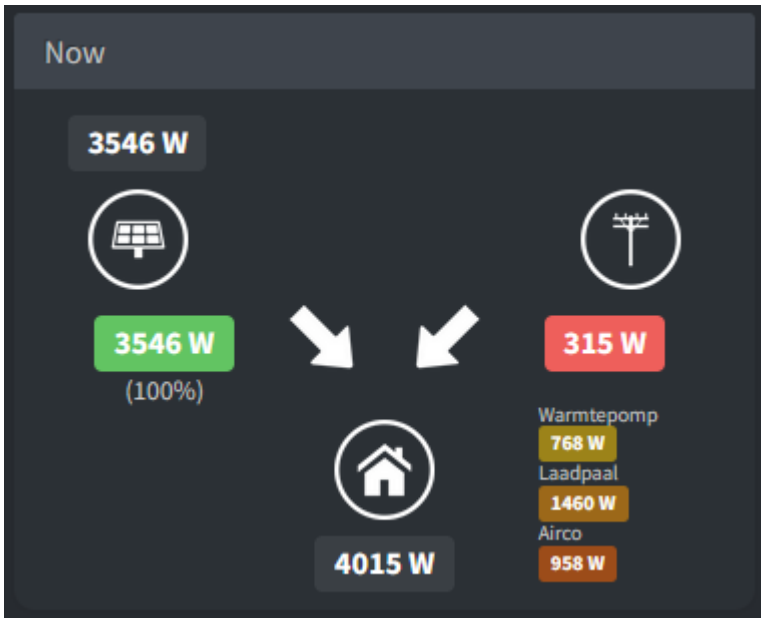 Now
3546 W
3546 W
(100%)
315 W
Warmtepomp
768 W
Laadpaal
1460 W
Airco
958 W
4015 W